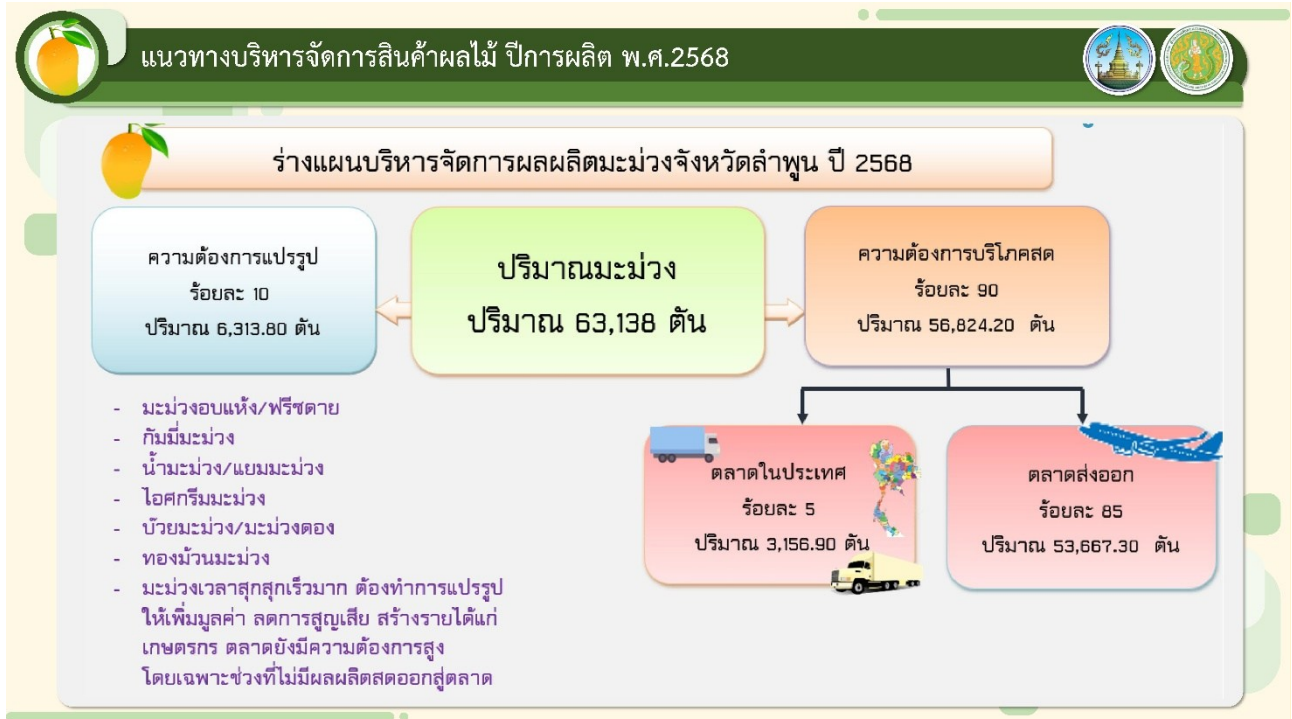 แนวทางบริหารจัดการสินค้าผลไม้ ปีการผลิต พ.ศ.2568
ร่างแผนบริหารจัดการผลผลิตมะม่วงจังหวัดลำพูน ปี 2568
ความต้องการแปรรูป
ร้อยละ 10
ปริมาณ 6,313.80 ตัน
ปริมาณมะม่วง
ปริมาณ 63,138 ตัน
ความต้องการบริโภคสด
ร้อยละ 90
ปริมาณ 56,824.20 ตัน
- มะม่วงอบแห้ง/ฟรีซดาย
- กัมมี่มะม่วง
- น้ำมะม่วง/แยมมะม่วง
- ไอศกรีมมะม่วง
- บ๊วยมะม่วง/มะม่วงดอง
- ทองม้วนมะม่วง
- มะม่วงเวลาสุกสุกเร็วมาก ต้องทำการแปรรูป
ให้เพิ่มมูลค่า ลดการสูญเสีย สร้างรายได้แก่
เกษตรกร ตลาดยังมีความต้องการสูง
โดยเฉพาะช่วงที่ไม่มีผลผลิตสดออกสู่ตลาด
ตลาดในประเทศ
ร้อยละ 5
ปริมาณ 3,156.90 ตัน
ตลาดส่งออก
ร้อยละ 85
ปริมาณ 53,667.30 ตัน